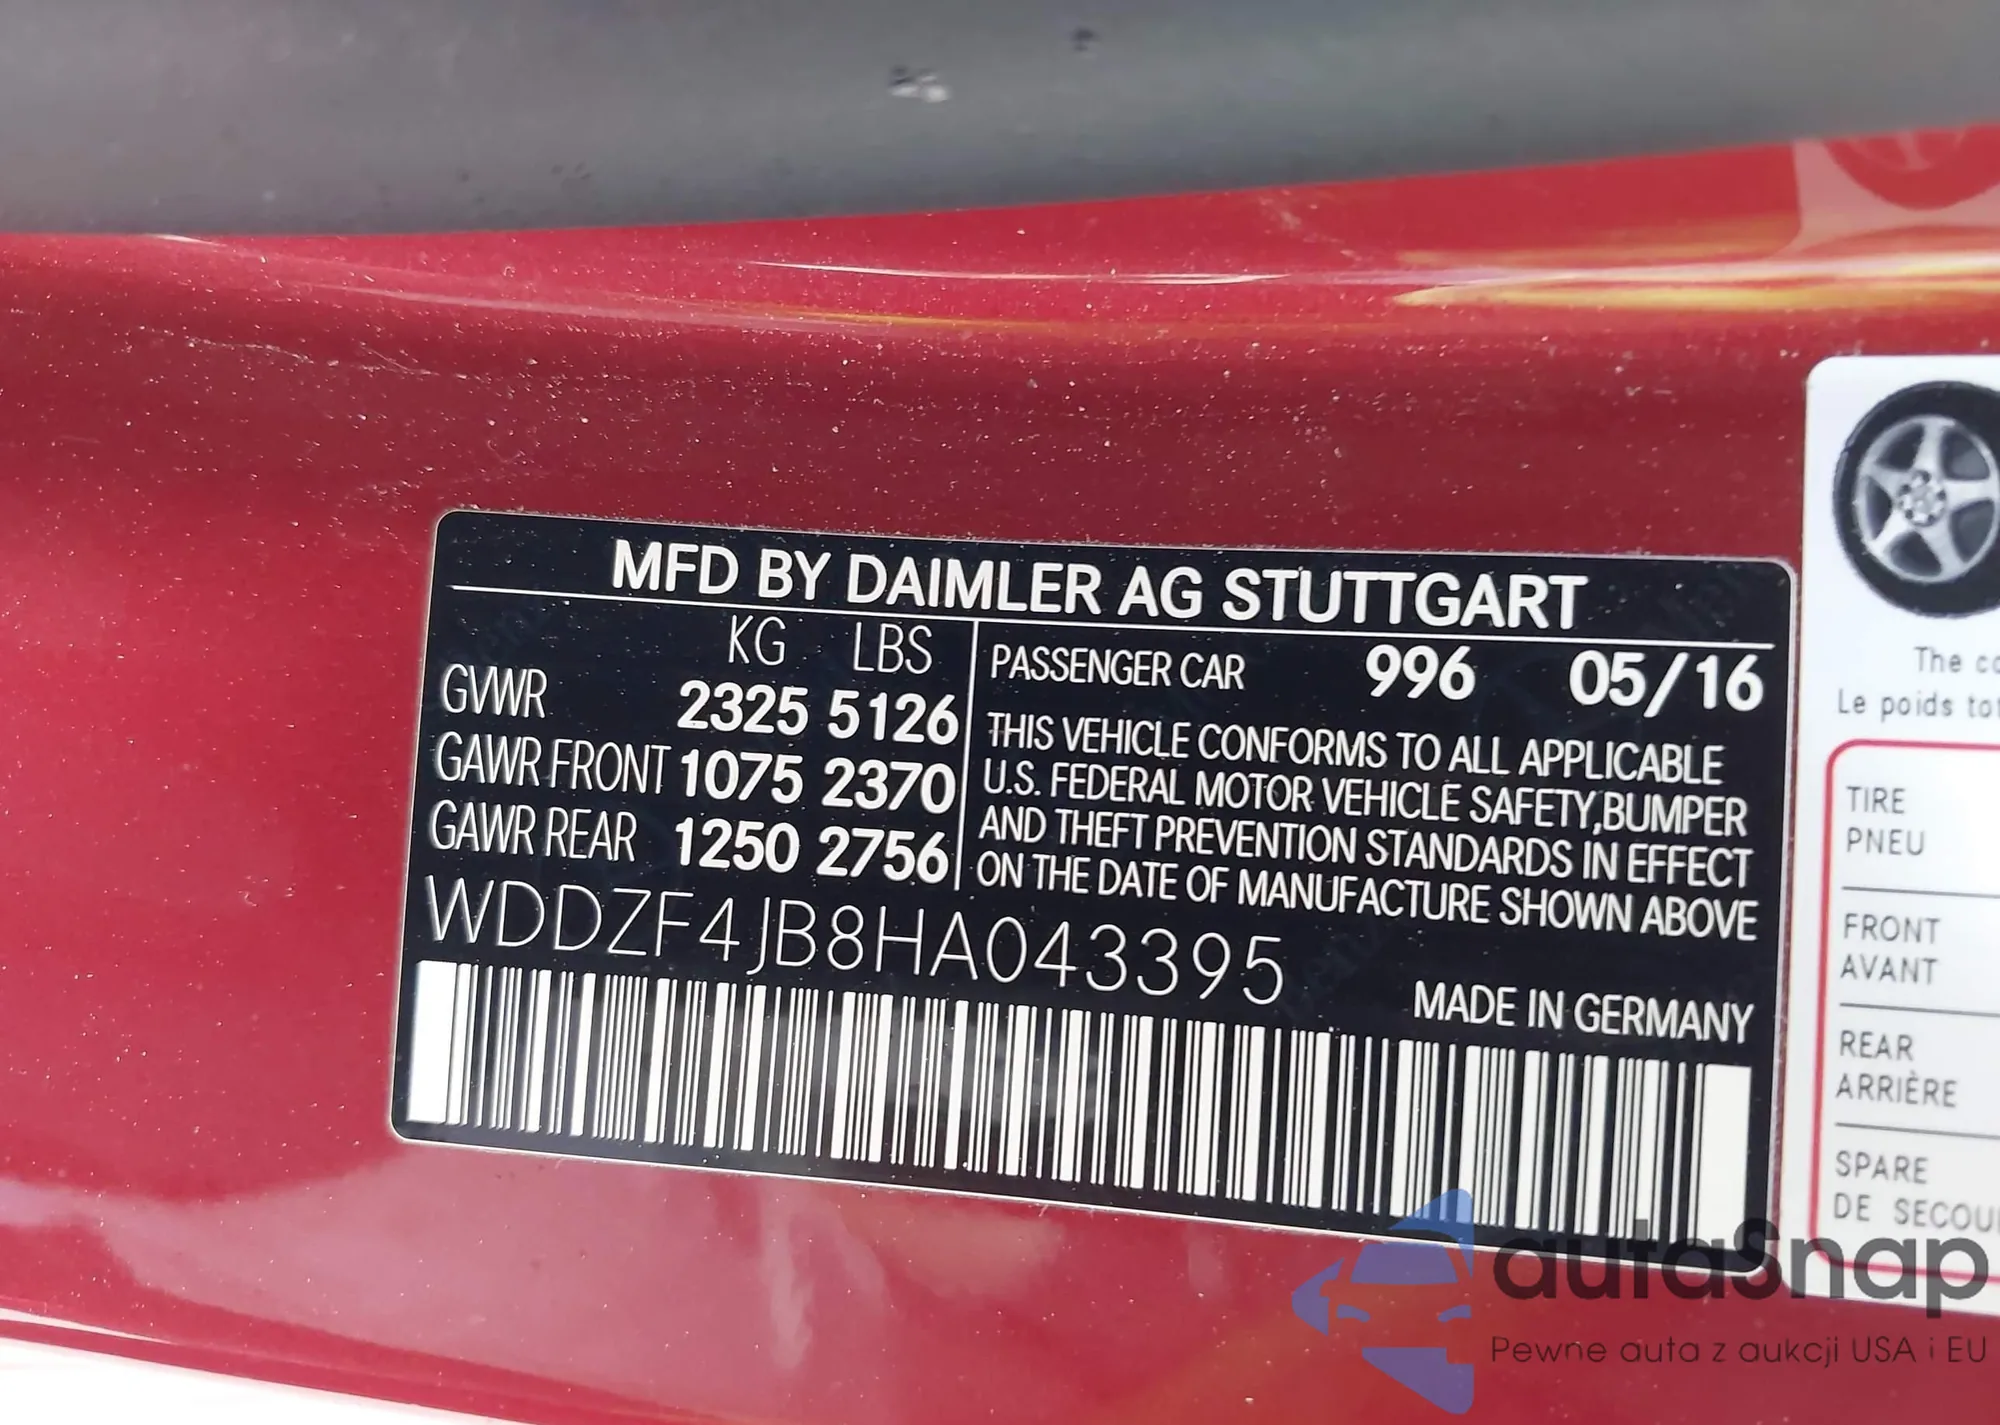 MFD BY DAIMLER AG STUTTGART
KG LBS
GVWR 2325 5126
GAWR FRONT 1075 2370
GAWR REAR 1250 2756
PASSENGER CAR 996 05/16
THIS VEHICLE CONFORMS TO ALL APPLICABLE
U.S. FEDERAL MOTOR VEHICLE SAFETY,BUMPER
AND THEFT PREVENTION STANDARDS IN EFFECT
ON THE DATE OF MANUFACTURE SHOWN ABOVE
WDDZF4JB8HA043395
MADE IN GERMANY
The
Le poids
TIRE
PNEU
FRONT
AVANT
REAR
ARRIÈRE
SPARE
DE
autaSnap
Pewne auta z aukcji USA i EU